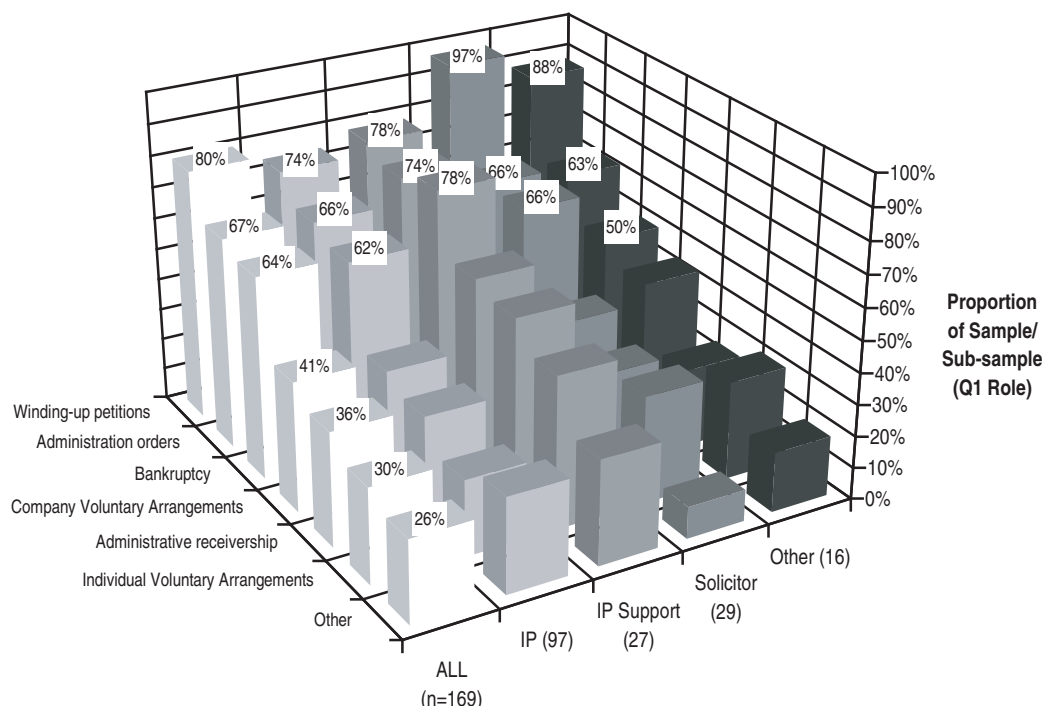 97%
88%
78%
80%
74%
74%
78%
66%
63%
67%
66%
66%
64%
62%
50%
41%
36%
30%
26%
100%
90%
80%
70%
60%
50%
40%
30%
20%
10%
0%
Proportion
of Sample/
Sub-sample
(Q1 Role)
Winding-up petitions
Administration orders
Bankruptcy
Company Voluntary Arrangements
Administrative receivership
Individual Voluntary Arrangements
Other
ALL
(n=169)
IP (97)
IP Support
(27)
Solicitor
(29)
Other (16)